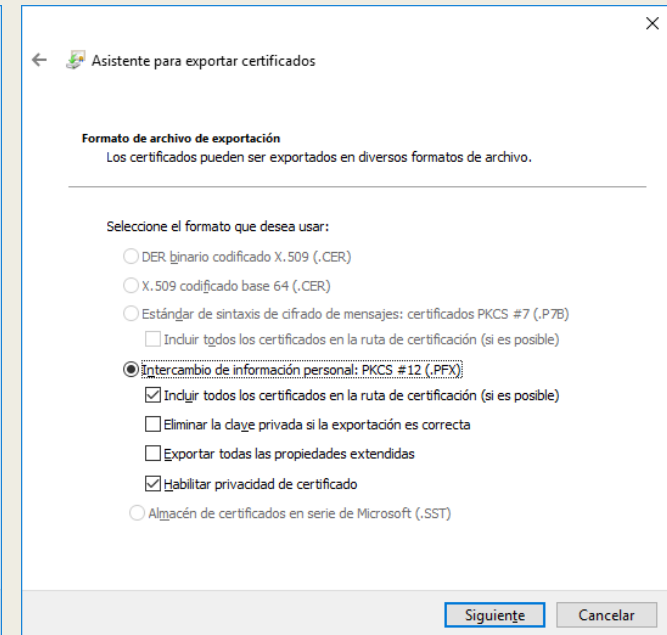 Asistente para exportar certificados
Formato de archivo de exportación
Los certificados pueden ser exportados en diversos formatos de archivo.
Seleccione el formato que desea usar:
DER binario codificado X.509 (.CER)
X.509 codificado base 64 (.CER)
Estándar de sintaxis de cifrado de mensajes: certificados PKCS #7 (.P7B)
Incluir todos los certificados en la ruta de certificación (si es posible)
Intercambio de información personal: PKCS #12 (.PFX)
Incluir todos los certificados en la ruta de certificación (si es posible)
Eliminar la clave privada si la exportación es correcta
Exportar todas las propiedades extendidas
Habilitar privacidad de certificado
Almacén de certificados en serie de Microsoft (.SST)
Siguiente Cancelar